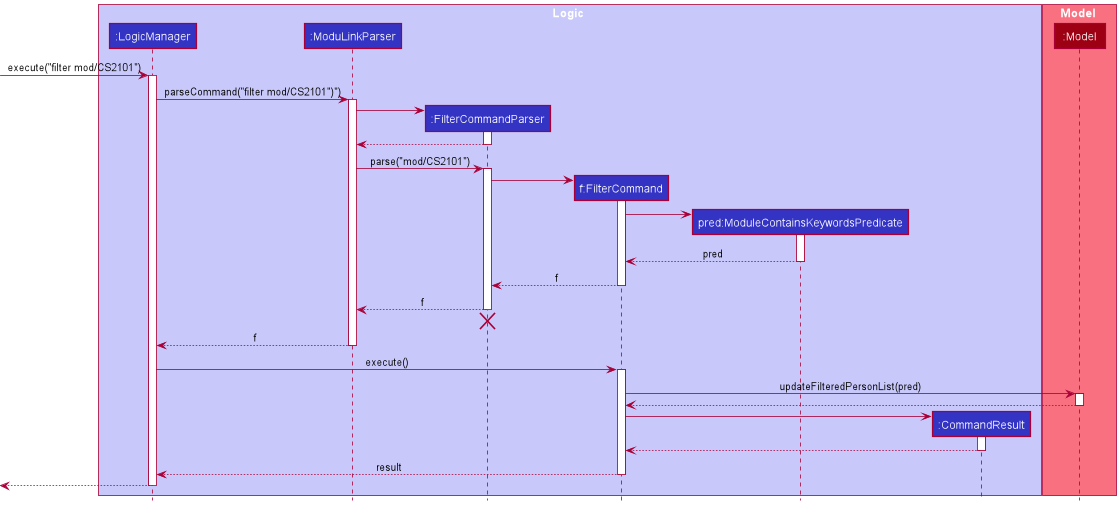 Logic
Model
:LogicManager
:ModuLinkParser
:Model
execute("filter mod/CS2101")
parseCommand("filter mod/CS2101")")
:FilterCommandParser
parse("mod/CS2101")
f:FilterCommand
pred:ModuleContainsKeywordsPredicate
pred
f
f
f
execute()
updateFilteredPersonList(pred)
:CommandResult
result